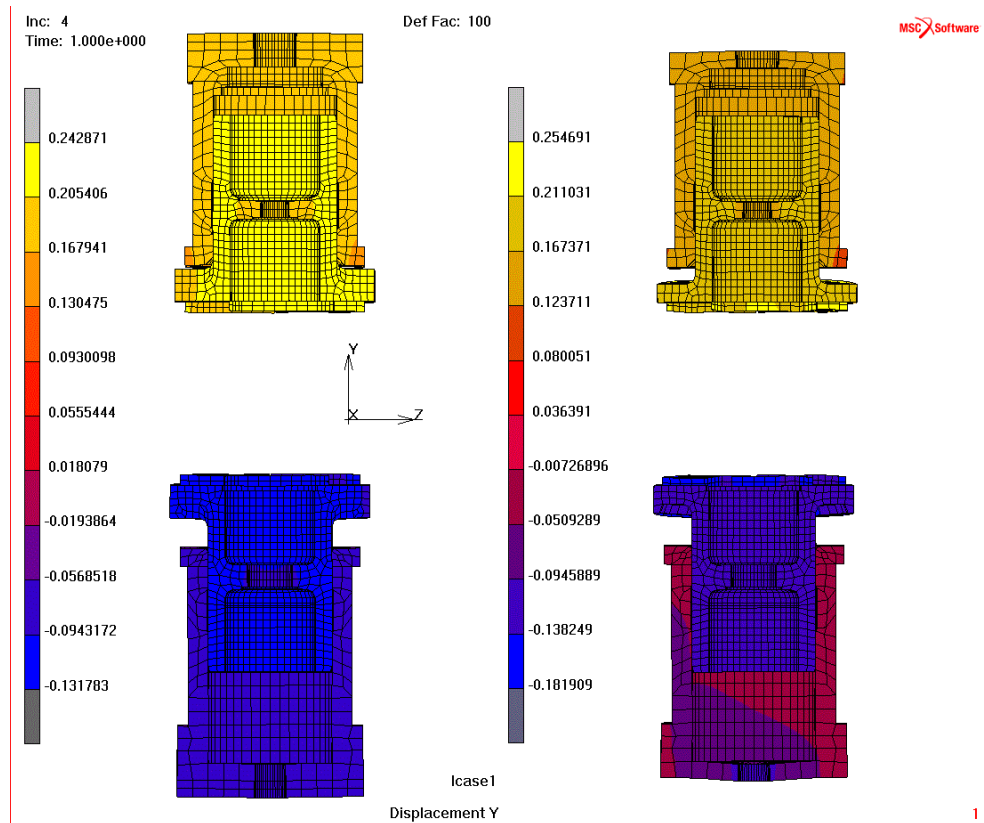 Inc: 4
Time: 1.000e+000
Def Fac: 100
MSC Software
0.242871
0.205406
0.167941
0.130475
0.0930098
0.0555444
0.018079
-0.0193864
-0.0568518
-0.0943172
-0.131783
0.254691
0.211031
0.167371
0.123711
0.080051
0.036391
-0.00726896
-0.0509289
-0.0945889
-0.138249
-0.181909
Y
X
Z
lcase1
Displacement Y
1